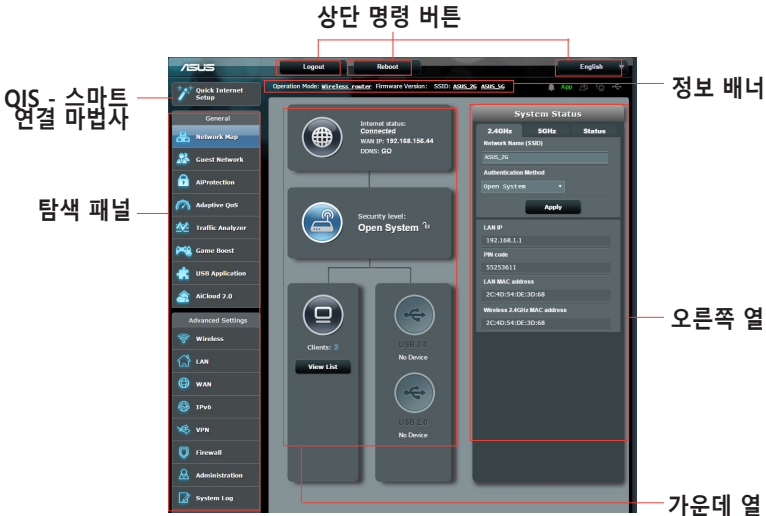 상단 명령 버튼
ASUS
Logout
Reboot
English
QIS - 스마트
연결 마법사
정보 배너
Quick Internet
Setup
Operation Mode: Wireless router Firmware Version: SSID: ASUS_2G ASUS_5G
App
탐색 패널
General
Network Map
Guest Network
AiProtection
Adaptive QoS
Traffic Analyzer
Game Boost
USB Application
AiCloud 2.0
Advanced Settings
Wireless
LAN
WAN
IPv6
VPN
Firewall
Administration
System Log
Internet status:
Connected
WAN IP: 192.168.156.44
DDNS: GO
Security level:
Open System
Clients: 2
View List
USB 3.0
No Device
USB 2.0
No Device
System Status
2.4GHz 5GHz Status
Network Name (SSID)
ASUS_2G
Authentication Method
Open System
Apply
LAN IP
192.168.1.1
PIN code
55253611
LAN MAC address
2C:4D:54:DE:3D:68
Wireless 2.4GHz MAC address
2C:4D:54:DE:3D:68
오른쪽 열
가운데 열